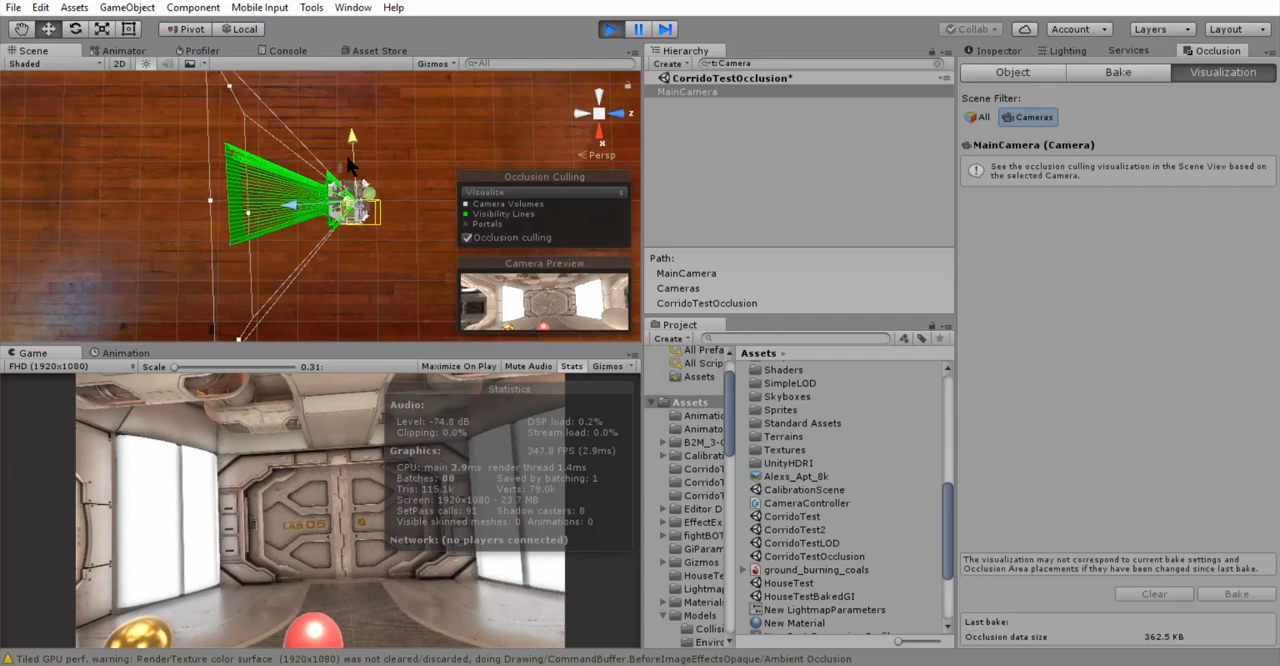 File Edit Assets GameObject Component Mobile Input Tools Window Help
Pivot Local Collab Account Layers Layout
Scene Animator Profiler Console Asset Store
Shaded 2D Gizmos All
z
x
Persp
Occlusion Culling
Visualize
Camera Volumes
Visibility Lines
Portals
Occlusion culling
Camera Preview
Game Animation
FHD (1920x1080) Scale 0.31: Maximize On Play Mute Audio Stats Gizmos
Statistics
Audio:
Level: -74.8 dB DSP load: 0.2%
Clipping: 0.0% Stream load: 0.0%
Graphics: 347.8 FPS (2.9ms)
CPU: main 2.9ms render thread 1.4ms
Batches: 88 Saved by batching: 1
Tris: 115.1k Verts: 79.0k
Screen: 1920x1080 - 23.7 MB
SetPass calls: 91 Shadow casters: 8
Visible skinned meshes: 0 Animations: 0
Network: (no players connected)
LAB 05
Hierarchy
Create t:Camera
CorridoTestOcclusion*
MainCamera
Path:
MainCamera
Cameras
CorridoTestOcclusion
Project
Create
All Prefa
All Scrip
Assets
Assets
Animatio
Animator
B2M_3-0
Calibrati
Corrido
Corrido
Corrido
Editor D
EffectEx
fightBOT
GiParam
Gizmos
HouseTe
Lightma
Materials
Models
Collisi
Enviro
Assets
Shaders
SimpleLOD
Skyboxes
Sprites
Standard Assets
Terrains
Textures
UnityHDRI
Alexs_Apt_8k
CalibrationScene
CameraController
CorridoTest
CorridoTest2
CorridoTestLOD
CorridoTestOcclusion
ground_burning_coals
HouseTest
HouseTestBakedGI
New LightmapParameters
New Material
Inspector Lighting Services Occlusion
Object Bake Visualization
Scene Filter:
All Cameras
MainCamera (Camera)
See the occlusion culling visualization in the Scene View based on
the selected Camera.
The visualization may not correspond to current bake settings and
Occlusion Area placements if they have been changed since last bake.
Clear Bake
Last bake:
Occlusion data size 362.5 KB
Tiled GPU perf. warning: RenderTexture color surface (1920x1080) was not cleared/discarded, doing Drawing/CommandBuffer.BeforeImageEffectsOpaque/Ambient Occlusion